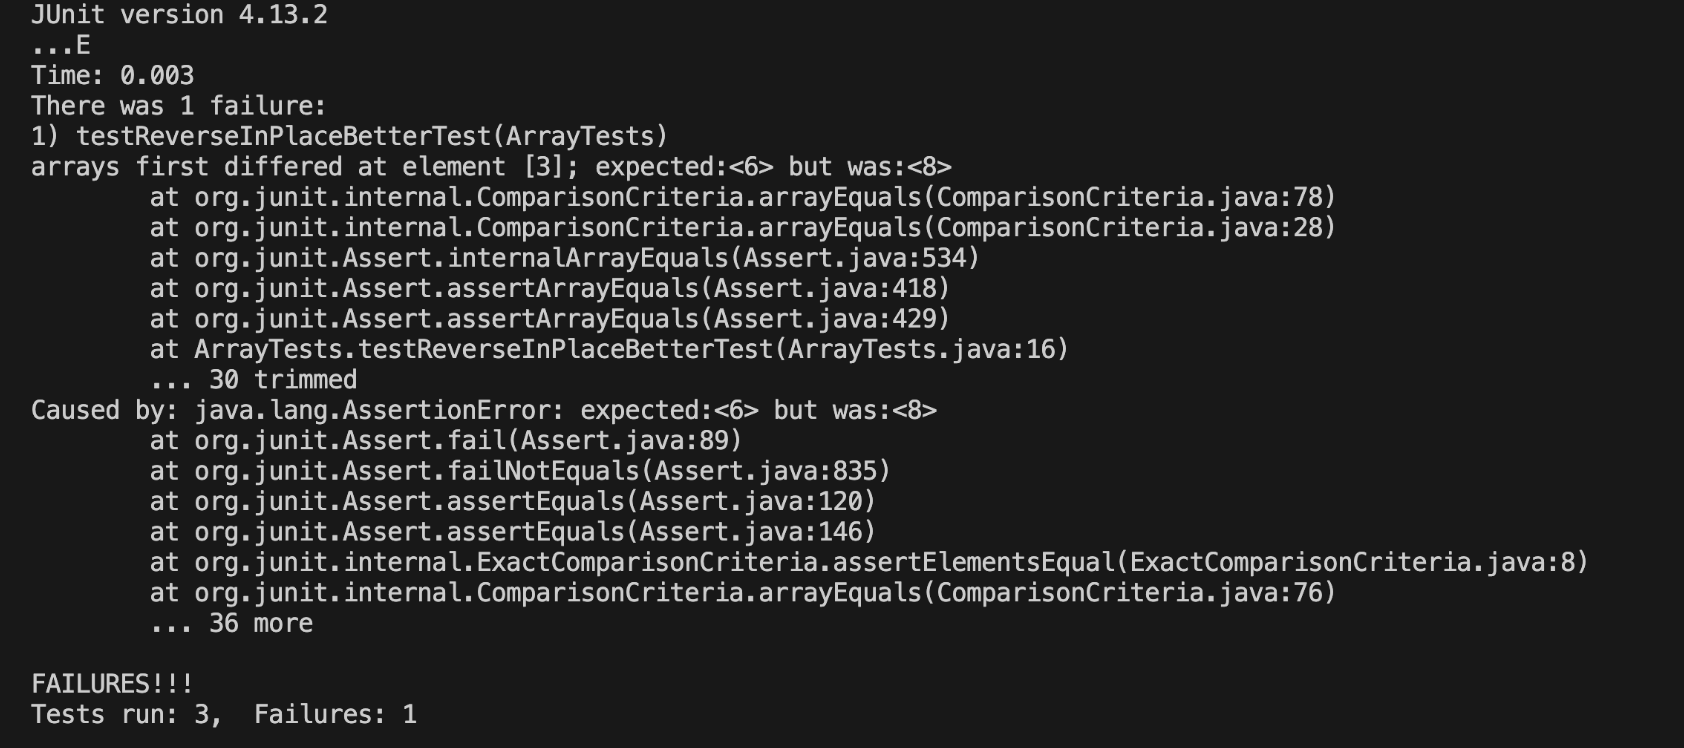 JUnit version 4.13.2
...E
Time: 0.003
There was 1 failure:
1) testReverseInPlaceBetterTest(ArrayTests)
arrays first differed at element [3]; expected:<6> but was:<8>
        at org.junit.internal.ComparisonCriteria.arrayEquals(ComparisonCriteria.java:78)
        at org.junit.internal.ComparisonCriteria.arrayEquals(ComparisonCriteria.java:28)
        at org.junit.Assert.internalArrayEquals(Assert.java:534)
        at org.junit.Assert.assertArrayEquals(Assert.java:418)
        at org.junit.Assert.assertArrayEquals(Assert.java:429)
        at ArrayTests.testReverseInPlaceBetterTest(ArrayTests.java:16)
        ... 30 trimmed
Caused by: java.lang.AssertionError: expected:<6> but was:<8>
        at org.junit.Assert.fail(Assert.java:89)
        at org.junit.Assert.failNotEquals(Assert.java:835)
        at org.junit.Assert.assertEquals(Assert.java:120)
        at org.junit.Assert.assertEquals(Assert.java:146)
        at org.junit.internal.ExactComparisonCriteria.assertElementsEqual(ExactComparisonCriteria.java:8)
        at org.junit.internal.ComparisonCriteria.arrayEquals(ComparisonCriteria.java:76)
        ... 36 more
FAILURES!!!
Tests run: 3,  Failures: 1